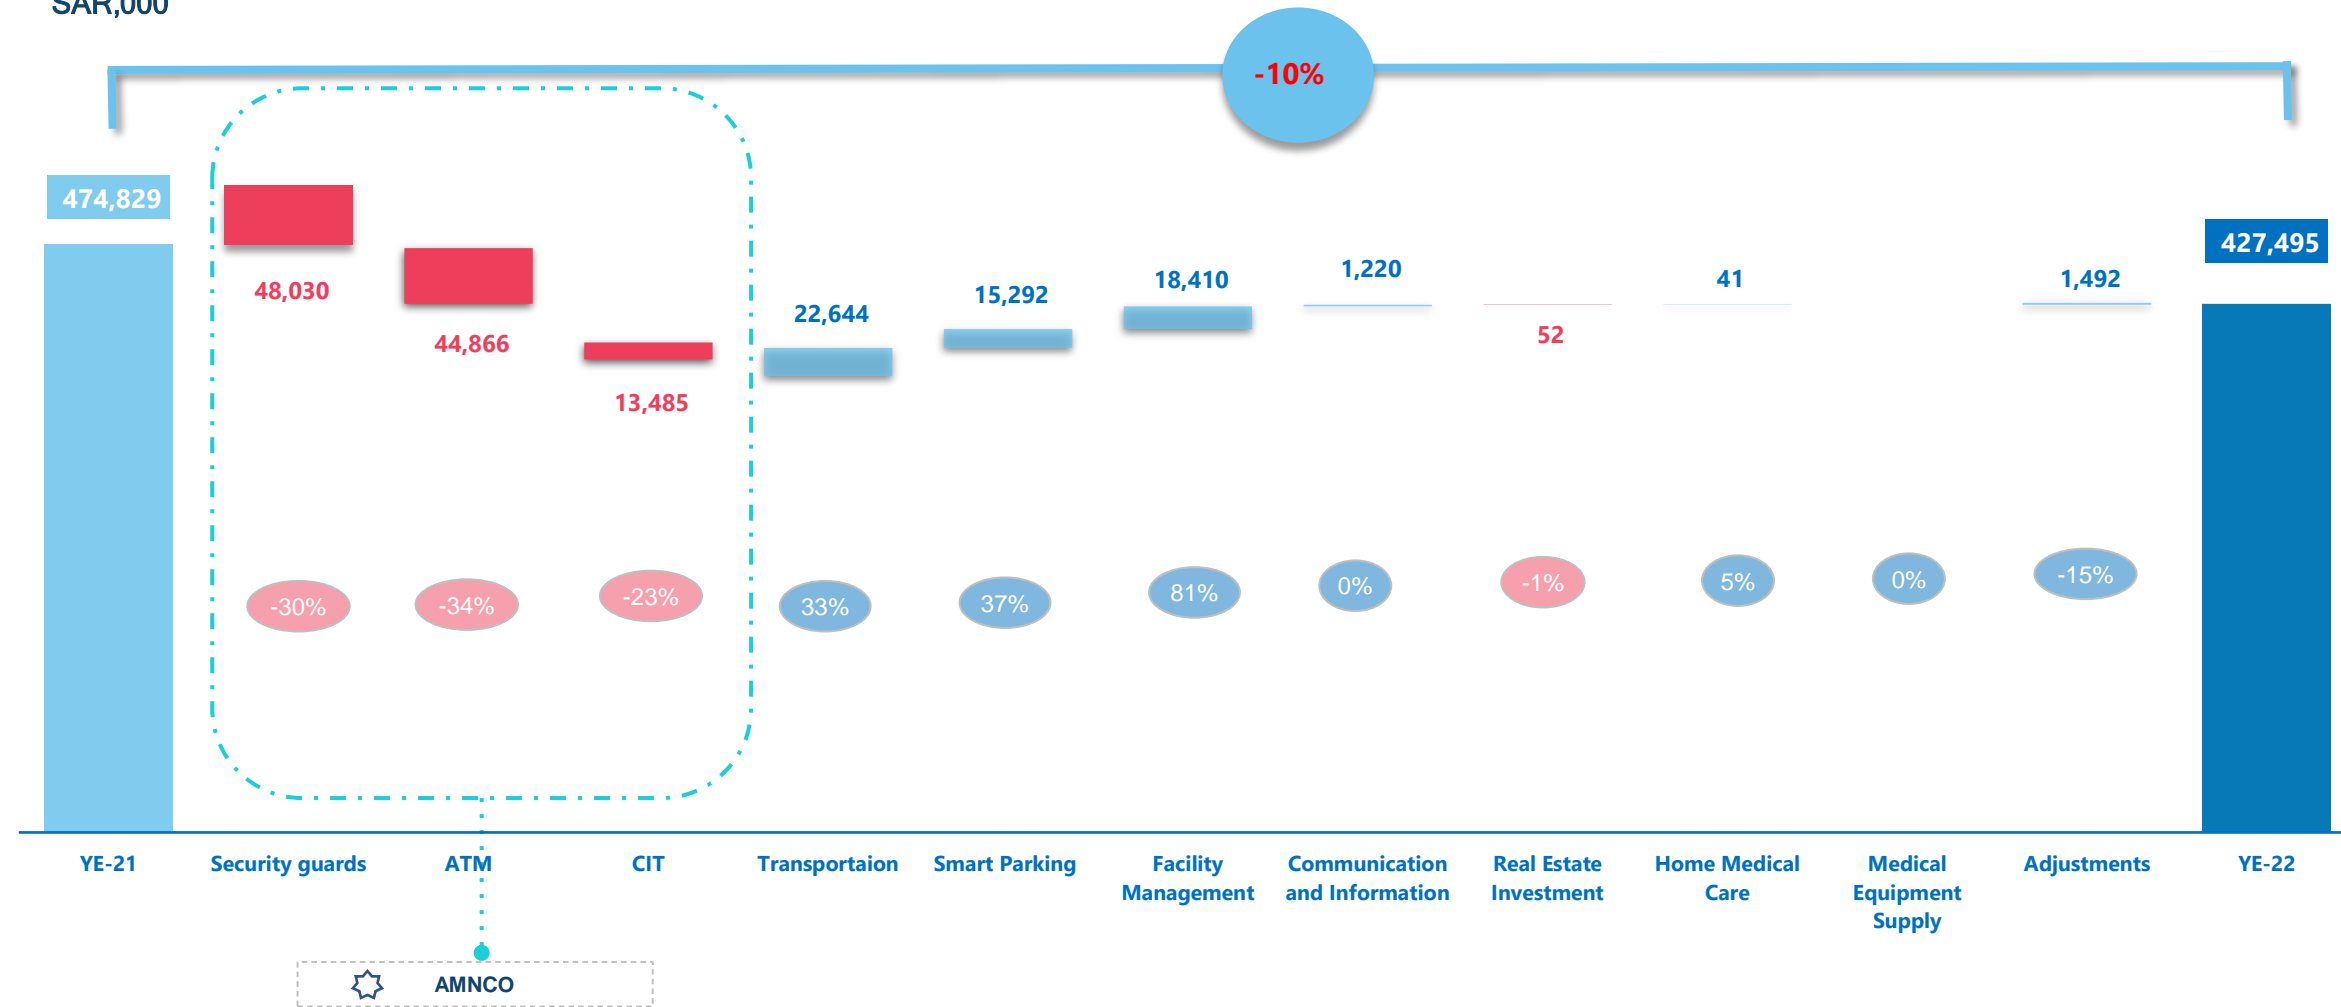 SAR,000
-10%
474,829
427,495
48,030
44,866
13,485
22,644
15,292
18,410
1,220
52
41
1,492
-30%
-34%
-23%
33%
37%
81%
0%
-1%
5%
0%
-15%
YE-21
Security guards
ATM
CIT
Transportaion
Smart Parking
Facility
Management
Communication
and Information
Real Estate
Investment
Home Medical
Care
Medical
Equipment
Supply
Adjustments
YE-22
AMNCO